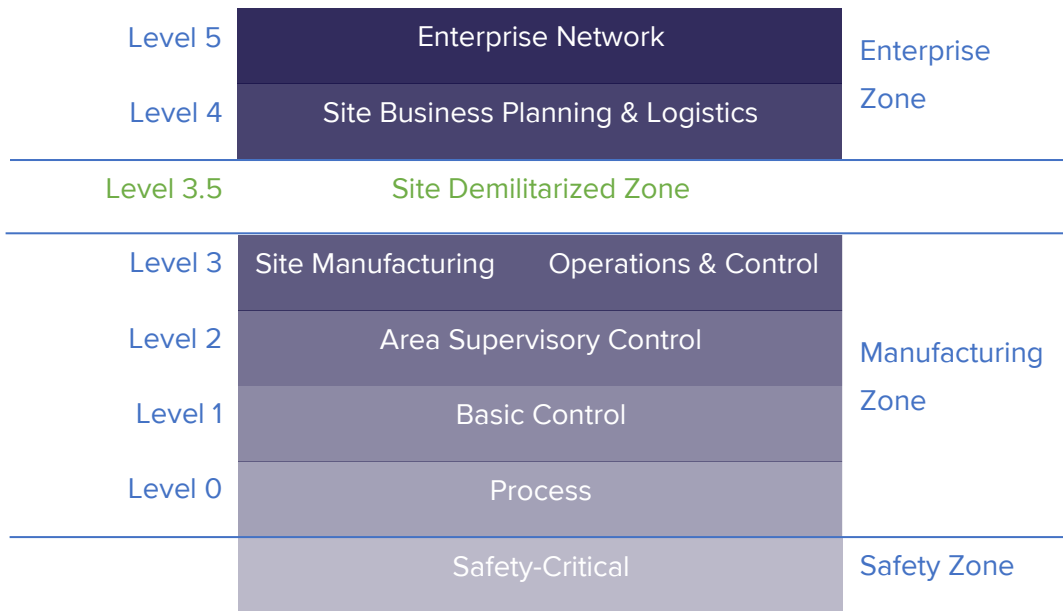 Level 5 Enterprise Network Enterprise
Zone
Level 4 Site Business Planning & Logistics
Level 3.5 Site Demilitarized Zone
Level 3 Site Manufacturing Operations & Control
Level 2 Area Supervisory Control Manufacturing
Zone
Level 1 Basic Control
Level 0 Process
Safety-Critical Safety Zone